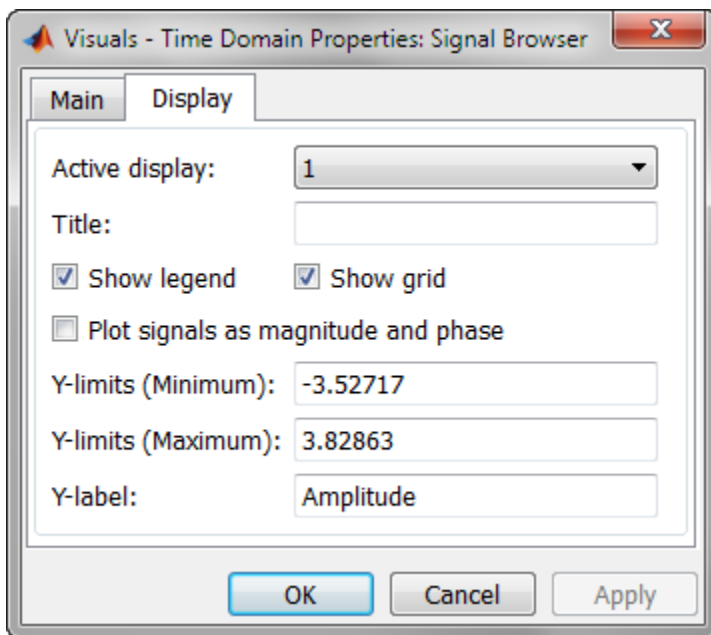 Visuals - Time Domain Properties: Signal Browser
Main Display
Active display: 1
Title:
Show legend Show grid
Plot signals as magnitude and phase
Y-limits (Minimum): -3.52717
Y-limits (Maximum): 3.82863
Y-label: Amplitude
OK Cancel Apply